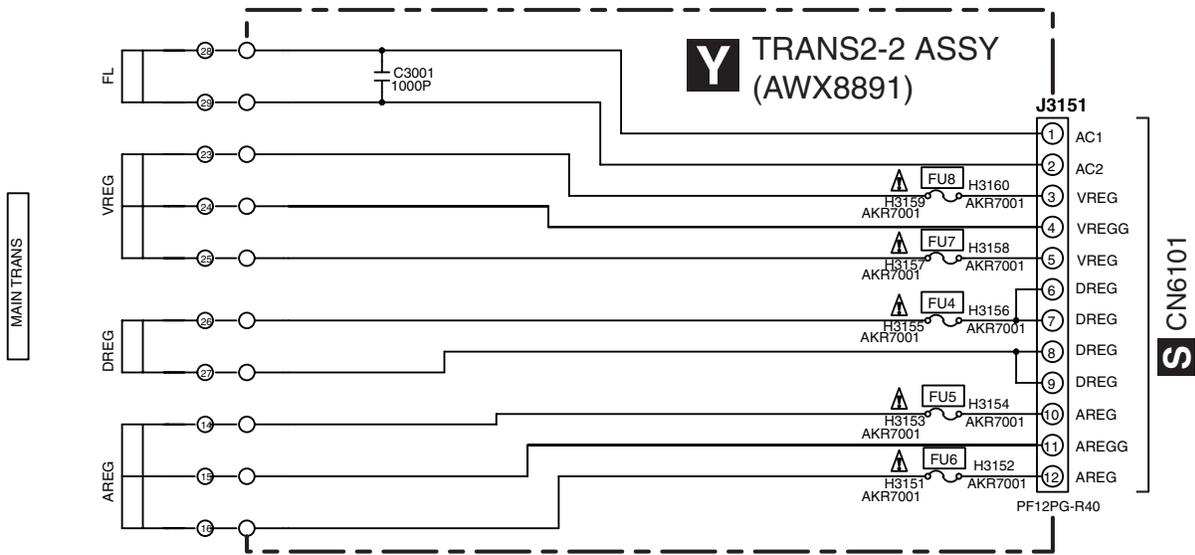 Y TRANS2-2 ASSY
(AWX8891)
MAIN TRANS
FL
28
29
C3001
1000P
VREG
23
24
25
DREG
26
27
AREG
14
15
16
FU8
H3160
H3159
AKR7001
AKR7001
FU7
H3158
H3157
AKR7001
AKR7001
FU4
H3156
H3155
AKR7001
AKR7001
FU5
H3154
H3153
AKR7001
AKR7001
FU6
H3152
H3151
AKR7001
AKR7001
J3151
1 AC1
2 AC2
3 VREG
4 VREGG
5 VREG
6 DREG
7 DREG
8 DREG
9 DREG
10 AREG
11 AREGG
12 AREG
PF12PG-R40
S CN6101